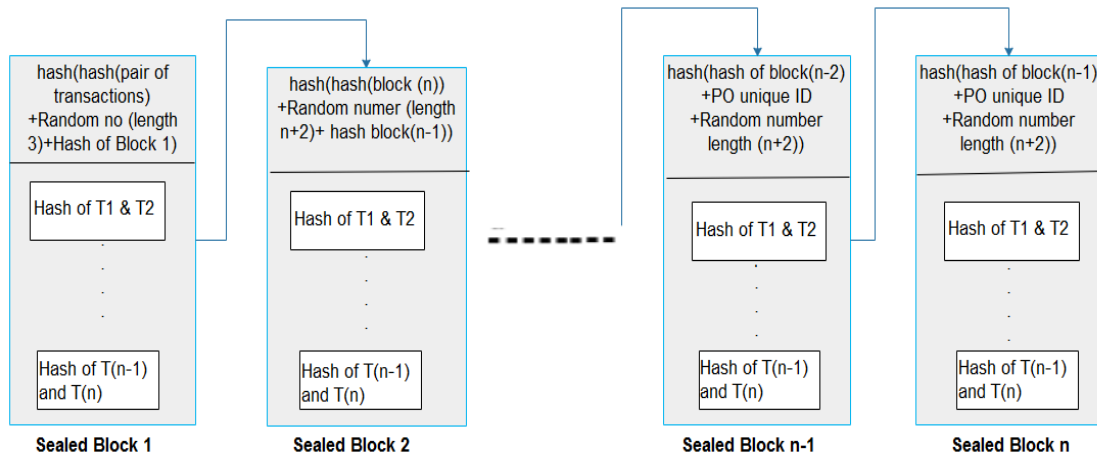 hash(hash(pair of
transactions)
+Random no (length
3)+Hash of Block 1)
Hash of T1 & T2
Hash of T(n-1)
and T(n)
Sealed Block 1
hash(hash(block (n))
+Random numer (length
n+2)+ hash block(n-1))
Hash of T1 & T2
Hash of T(n-1)
and T(n)
Sealed Block 2
hash(hash of block(n-2)
+PO unique ID
+Random number
length (n+2))
Hash of T1 & T2
Hash of T(n-1)
and T(n)
Sealed Block n-1
hash(hash of block(n-1)
+PO unique ID
+Random number
length (n+2))
Hash of T1 & T2
Hash of T(n-1)
and T(n)
Sealed Block n